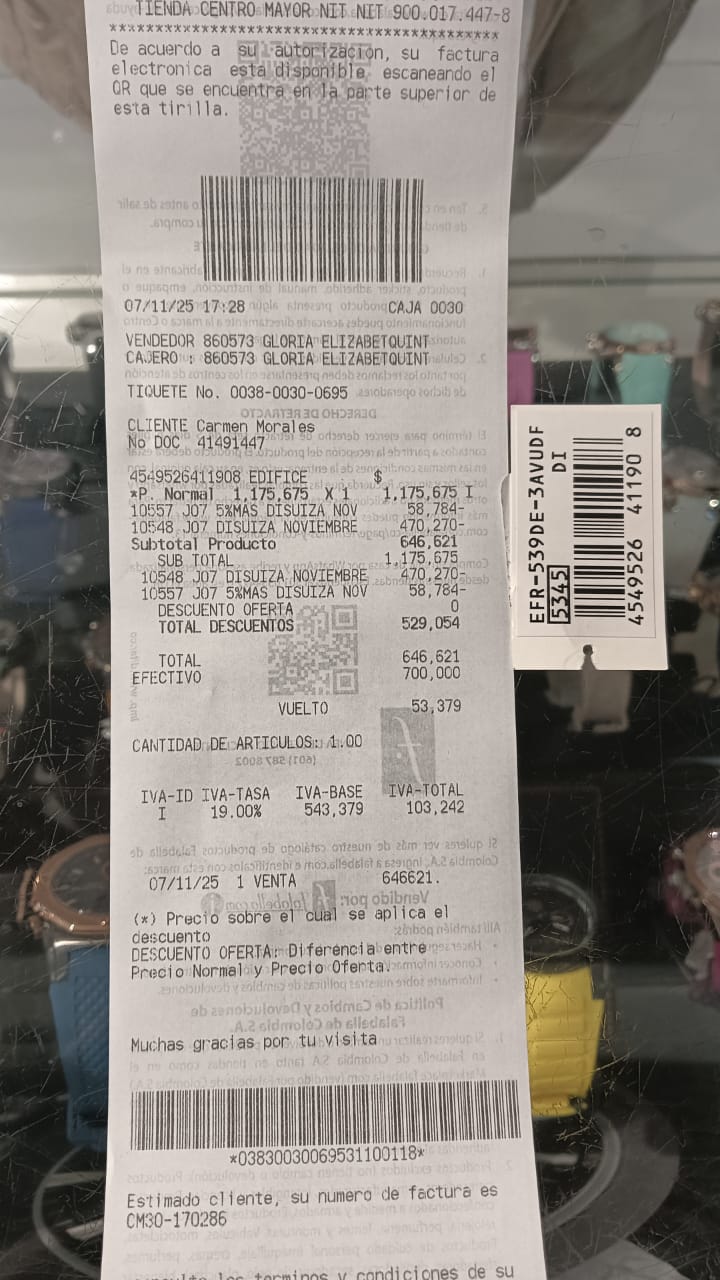 TIENDA CENTRO MAYOR NIT NIT 900.017.447-8
******************************************
De acuerdo a su autorización, su factura
electronica esta disponible, escaneando el
QR que se encuentra en la parte superior de
esta tirilla.
07/11/25 17:28 CAJA 0030
VENDEDOR 860573 GLORIA ELIZABETQUINT
CAJERO : 860573 GLORIA ELIZABETQUINT
TIQUETE No. 0038-0030-0695
CLIENTE Carmen Morales
No DOC 41491447
4549526411908 EDIFICE $
*P. Normal 1,175,675 X 1 1,175,675 I
10557 J07 5%MAS DISUIZA NOV 58,784-
10548 J07 DISUIZA NOVIEMBRE 470,270-
Subtotal Producto 646,621
SUB TOTAL 1,175,675
10548 J07 DISUIZA NOVIEMBRE 470,270-
10557 J07 5%MAS DISUIZA NOV 58,784-
DESCUENTO OFERTA 0
TOTAL DESCUENTOS 529,054
TOTAL 646,621
EFECTIVO 700,000
VUELTO 53,379
CANTIDAD DE ARTICULOS: 1.00
IVA-ID IVA-TASA IVA-BASE IVA-TOTAL
I 19.00% 543,379 103,242
07/11/25 1 VENTA 646621.
(*) Precio sobre el cual se aplica el
descuento
DESCUENTO OFERTA: Diferencia entre
Precio Normal y Precio Oferta.
Muchas gracias por tu visita
*03830030069531100118*
Estimado cliente, su numero de factura es
CM30-170286
terminos y condiciones de su
EFR-539DE-3AVUDF
DI
5345
4549526 41190 8